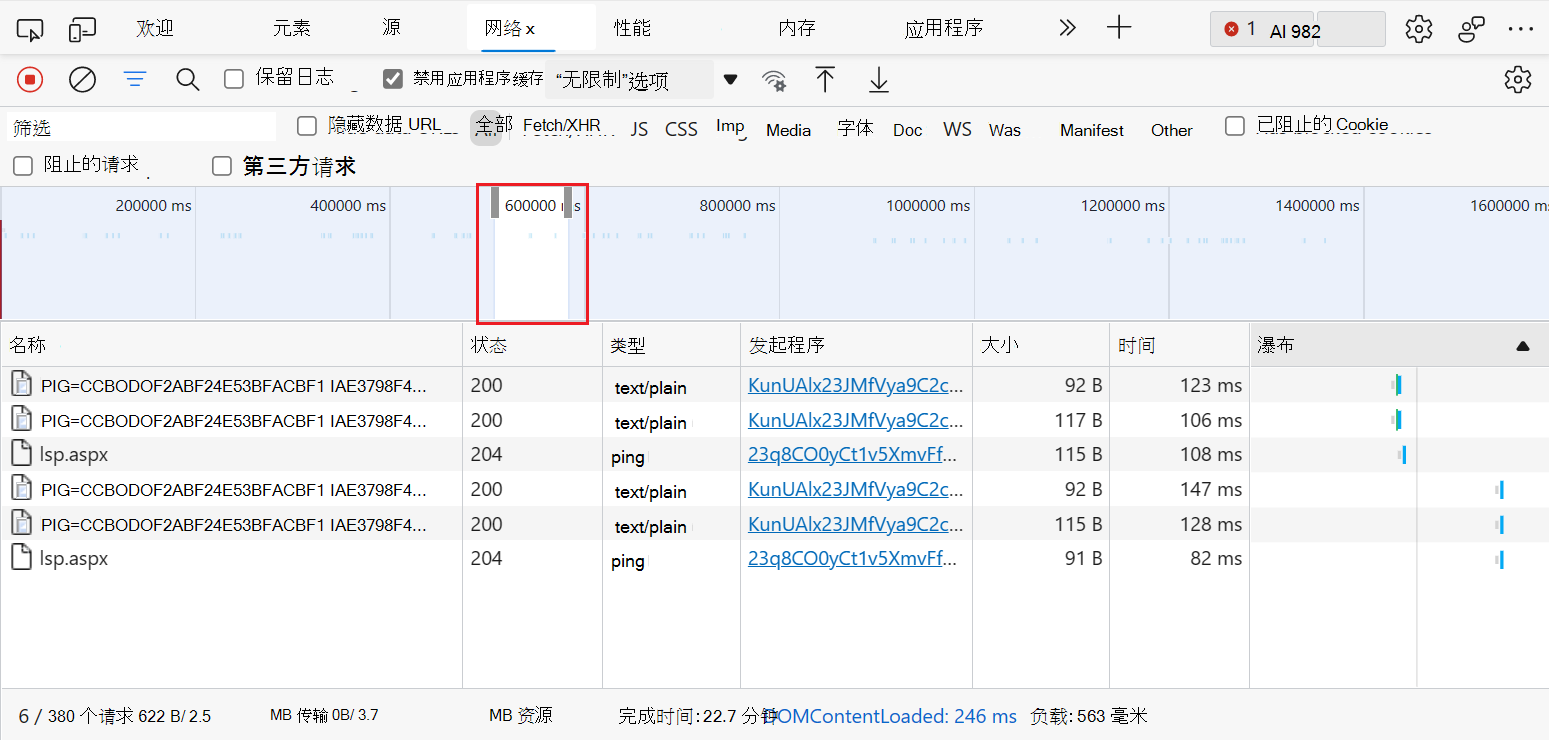 欢迎 元素 源 网络 x 性能 内存 应用程序 1 AI 982
保留日志 禁用应用程序缓存 “无限制”选项
筛选 隐藏数据 URL 全部 Fetch/XHR JS CSS Imp Media 字体 Doc WS Was Manifest Other 已阻止的 Cookie
阻止的请求 第三方请求
200000 ms 400000 ms 600000 ms 800000 ms 1000000 ms 1200000 ms 1400000 ms 1600000 ms
名称 状态 类型 发起程序 大小 时间 瀑布
PIG=CCBODOF2ABF24E53BFACBF1 IAE3798F4... 200 text/plain KunUAlx23JMfVya9C2c... 92 B 123 ms
PIG=CCBODOF2ABF24E53BFACBF1 IAE3798F4... 200 text/plain KunUAlx23JMfVya9C2c... 117 B 106 ms
lsp.aspx 204 ping 23q8CO0yCt1v5XmvFf... 115 B 108 ms
PIG=CCBODOF2ABF24E53BFACBF1 IAE3798F4... 200 text/plain KunUAlx23JMfVya9C2c... 92 B 147 ms
PIG=CCBODOF2ABF24E53BFACBF1 IAE3798F4... 200 text/plain KunUAlx23JMfVya9C2c... 115 B 128 ms
lsp.aspx 204 ping 23q8CO0yCt1v5XmvFf... 91 B 82 ms
6 / 380 个请求 622 B/ 2.5 MB 传输 0B/ 3.7 MB 资源 完成时间: 22.7 分钟 DOMContentLoaded: 246 ms 负载: 563 毫米